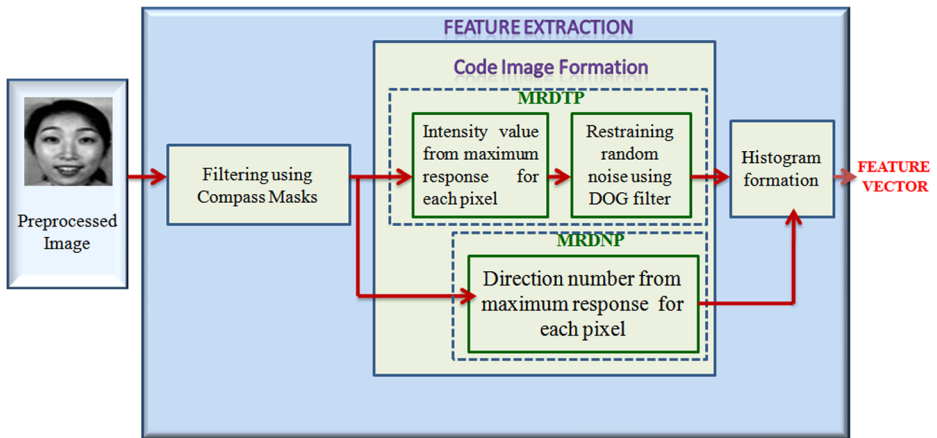 FEATURE EXTRACTION
Code Image Formation
MRDTP
Intensity value
from maximum
response for
each pixel
Restraining
random
noise using
DOG filter
Histogram
formation
FEATURE
VECTOR
Filtering using
Compass Masks
Preprocessed
Image
MRDNP
Direction number from
maximum response for
each pixel